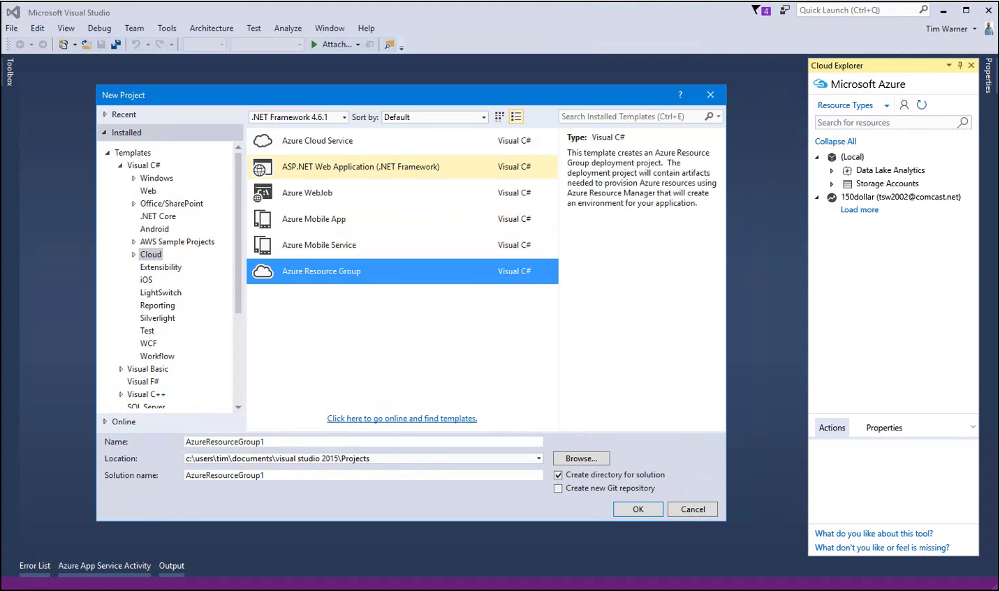 Microsoft Visual Studio
4
Quick Launch (Ctrl+Q)
File Edit View Debug Team Tools Architecture Test Analyze Window Help
Tim Warner
Attach...
Toolbox
New Project
?
Recent
Installed
Templates
Visual C#
Windows
Web
Office/SharePoint
.NET Core
Android
AWS Sample Projects
Cloud
Extensibility
iOS
LightSwitch
Reporting
Silverlight
Test
WCF
Workflow
Visual Basic
Visual F#
Visual C++
SQL Server
Online
.NET Framework 4.6.1 Sort by: Default
Search Installed Templates (Ctrl+E)
Azure Cloud Service Visual C#
ASP.NET Web Application (.NET Framework) Visual C#
Azure WebJob Visual C#
Azure Mobile App Visual C#
Azure Mobile Service Visual C#
Azure Resource Group Visual C#
Click here to go online and find templates.
Type: Visual C#
This template creates an Azure Resource
Group deployment project. The
deployment project will contain artifacts
needed to provision Azure resources using
Azure Resource Manager that will create
an environment for your application.
Name: AzureResourceGroup1
Location: c:\users\tim\documents\visual studio 2015\Projects
Browse...
Solution name: AzureResourceGroup1
Create directory for solution
Create new Git repository
OK Cancel
Cloud Explorer
Microsoft Azure
Resource Types
Search for resources
Collapse All
(Local)
Data Lake Analytics
Storage Accounts
150dollar (tsw2002@comcast.net)
Load more
Actions Properties
What do you like about this tool?
What don't you like or feel is missing?
Properties
Error List Azure App Service Activity Output